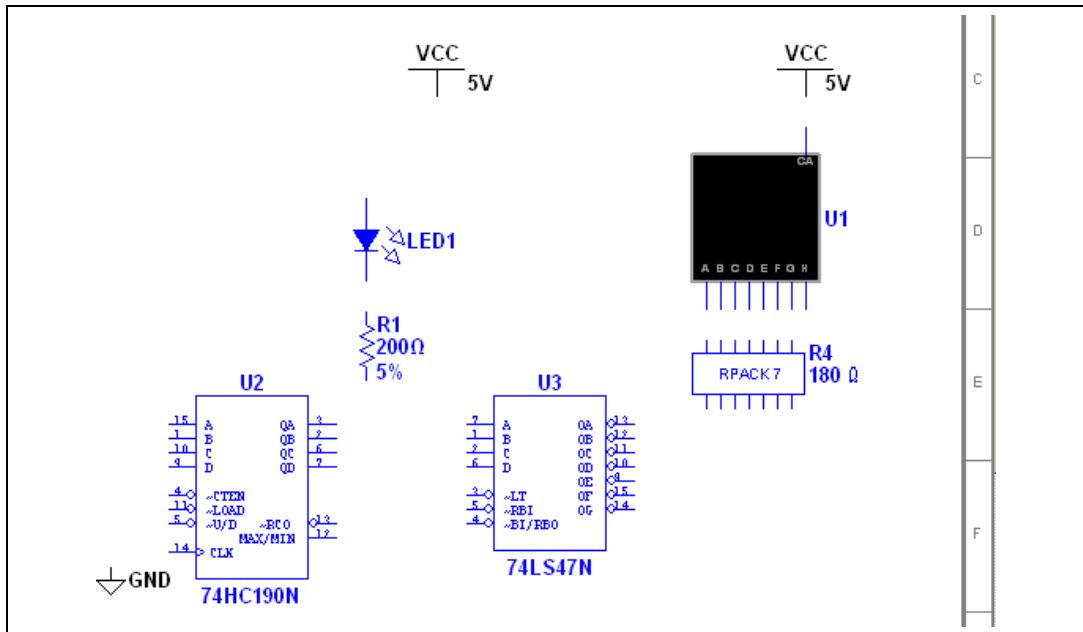 VCC
5V
VCC
5V
C
CA
U1
D
LED1
A B C D E F G H
R1
200Ω
5%
R4
180 Ω
RPACK 7
E
U2
15 A QA 3
1 B QB 2
10 C QC 6
9 D QD 7
4 ~CTEN
11 ~LOAD
5 ~U/D ~RCO 13
MAX/MIN 12
14 CLK
74HC190N
U3
7 A OA 13
1 B OB 12
2 C OC 11
6 D OD 10
OE 9
3 ~LT OF 15
5 ~RBI OG 14
4 ~BI/RBO
74LS47N
F
GND